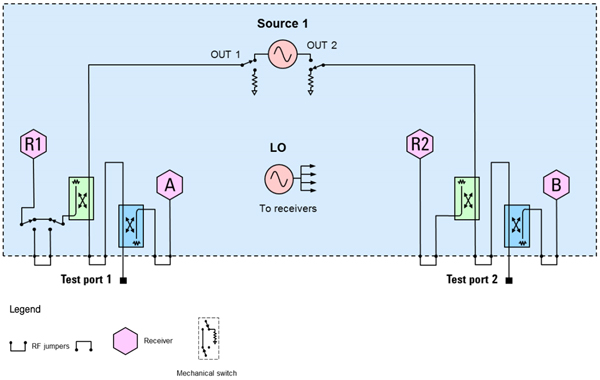 Source 1
OUT 1
OUT 2
R1
LO
R2
A
B
To receivers
Test port 1
Test port 2
Legend
RF jumpers
Receiver
Mechanical switch